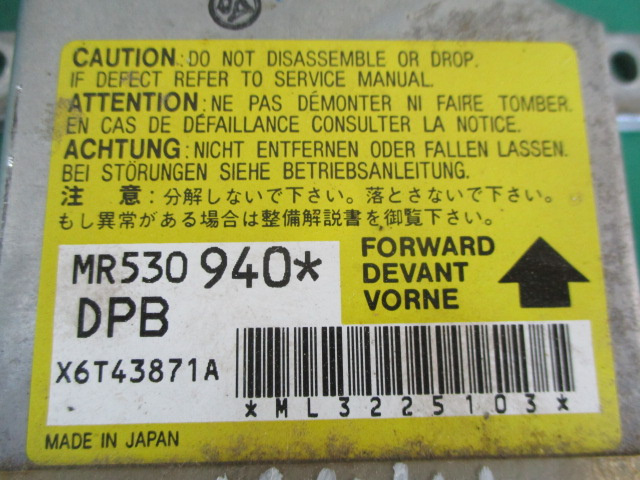 CAUTION: DO NOT DISASSEMBLE OR DROP.
IF DEFECT REFER TO SERVICE MANUAL.
ATTENTION: NE PAS DÉMONTER NI FAIRE TOMBER.
EN CAS DE DÉFAILLANCE CONSULTER LA NOTICE.
ACHTUNG: NICHT ENTFERNEN ODER FALLEN LASSEN.
BEI STÖRUNGEN SIEHE BETRIEBSANLEITUNG.
注 意:分解しないで下さい。落とさないで下さい。
もし異常がある場合は整備解説書を御覧下さい。
MR530 940*
DPB
X6T43871A
FORWARD
DEVANT
VORNE
*ML3225103*
MADE IN JAPAN